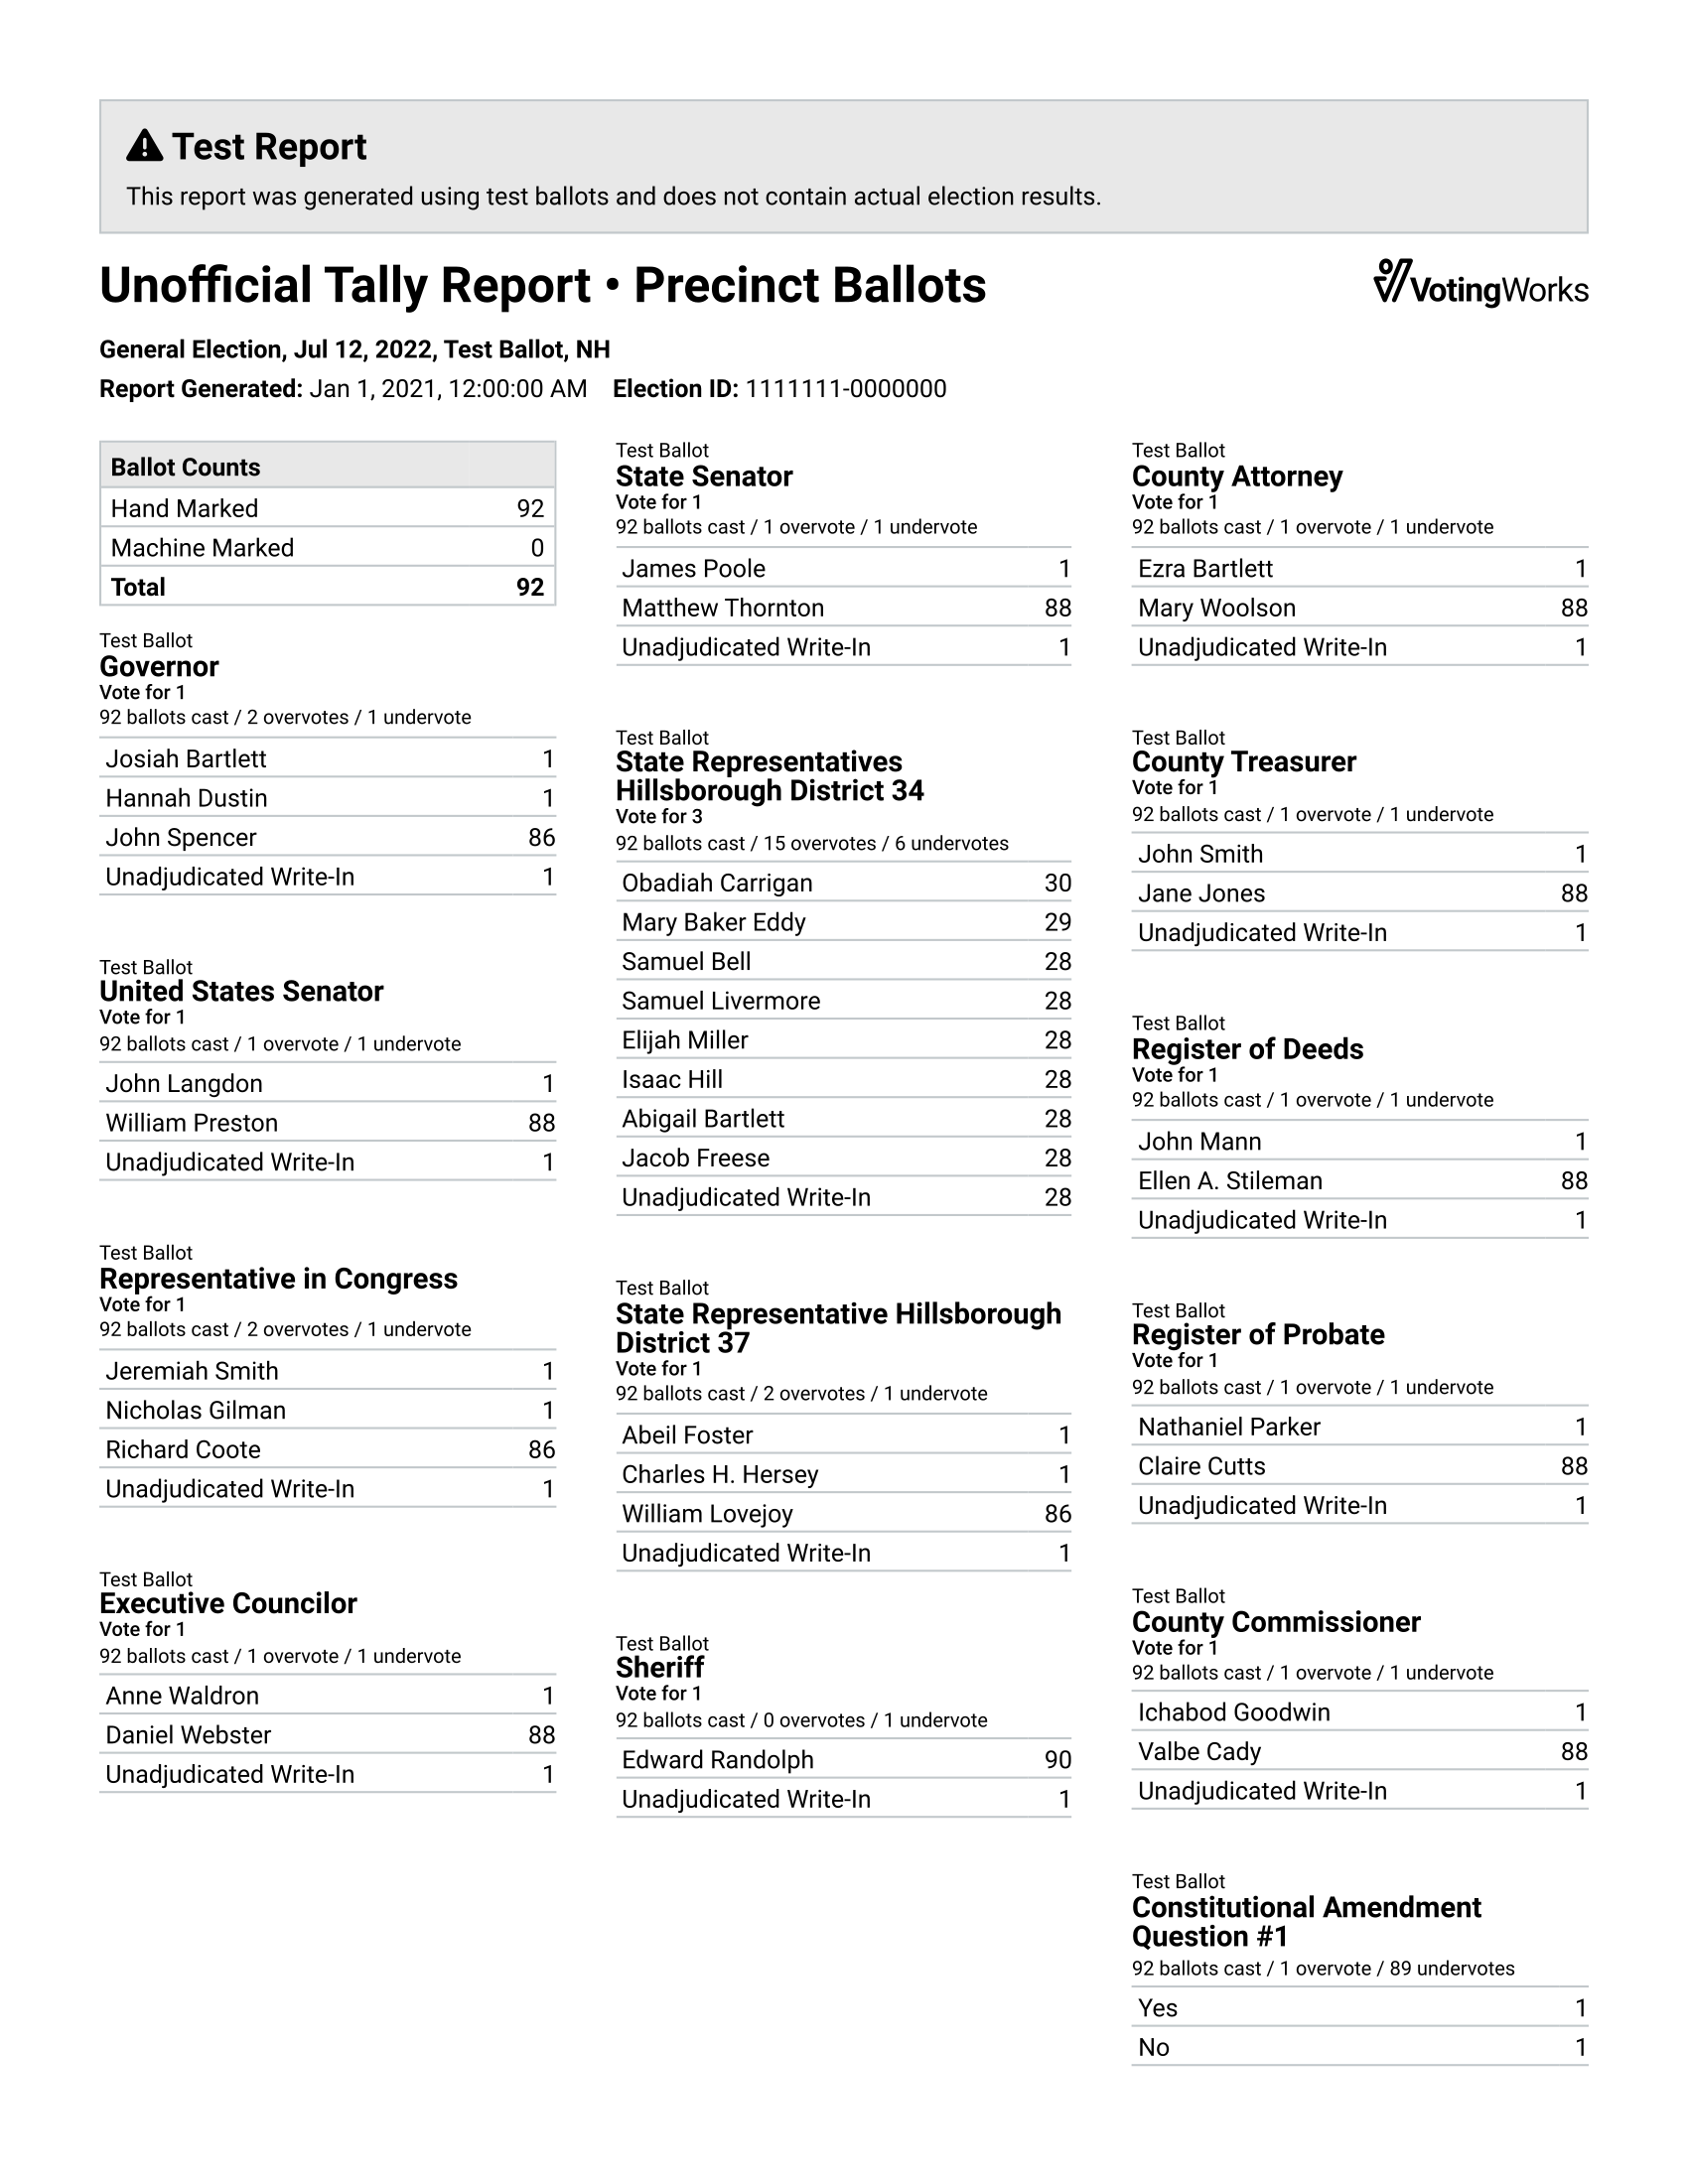 Test Report
This report was generated using test ballots and does not contain actual election results.
Unofficial Tally Report • Precinct Ballots
VotingWorks
General Election, Jul 12, 2022, Test Ballot, NH
Report Generated: Jan 1, 2021, 12:00:00 AM Election ID: 1111111-0000000
Ballot Counts
Hand Marked 92
Machine Marked 0
Total 92
Test Ballot
Governor
Vote for 1
92 ballots cast / 2 overvotes / 1 undervote
Josiah Bartlett 1
Hannah Dustin 1
John Spencer 86
Unadjudicated Write-In 1
Test Ballot
United States Senator
Vote for 1
92 ballots cast / 1 overvote / 1 undervote
John Langdon 1
William Preston 88
Unadjudicated Write-In 1
Test Ballot
Representative in Congress
Vote for 1
92 ballots cast / 2 overvotes / 1 undervote
Jeremiah Smith 1
Nicholas Gilman 1
Richard Coote 86
Unadjudicated Write-In 1
Test Ballot
Executive Councilor
Vote for 1
92 ballots cast / 1 overvote / 1 undervote
Anne Waldron 1
Daniel Webster 88
Unadjudicated Write-In 1
Test Ballot
State Senator
Vote for 1
92 ballots cast / 1 overvote / 1 undervote
James Poole 1
Matthew Thornton 88
Unadjudicated Write-In 1
Test Ballot
State Representatives
Hillsborough District 34
Vote for 3
92 ballots cast / 15 overvotes / 6 undervotes
Obadiah Carrigan 30
Mary Baker Eddy 29
Samuel Bell 28
Samuel Livermore 28
Elijah Miller 28
Isaac Hill 28
Abigail Bartlett 28
Jacob Freese 28
Unadjudicated Write-In 28
Test Ballot
State Representative Hillsborough
District 37
Vote for 1
92 ballots cast / 2 overvotes / 1 undervote
Abeil Foster 1
Charles H. Hersey 1
William Lovejoy 86
Unadjudicated Write-In 1
Test Ballot
Sheriff
Vote for 1
92 ballots cast / 0 overvotes / 1 undervote
Edward Randolph 90
Unadjudicated Write-In 1
Test Ballot
County Attorney
Vote for 1
92 ballots cast / 1 overvote / 1 undervote
Ezra Bartlett 1
Mary Woolson 88
Unadjudicated Write-In 1
Test Ballot
County Treasurer
Vote for 1
92 ballots cast / 1 overvote / 1 undervote
John Smith 1
Jane Jones 88
Unadjudicated Write-In 1
Test Ballot
Register of Deeds
Vote for 1
92 ballots cast / 1 overvote / 1 undervote
John Mann 1
Ellen A. Stileman 88
Unadjudicated Write-In 1
Test Ballot
Register of Probate
Vote for 1
92 ballots cast / 1 overvote / 1 undervote
Nathaniel Parker 1
Claire Cutts 88
Unadjudicated Write-In 1
Test Ballot
County Commissioner
Vote for 1
92 ballots cast / 1 overvote / 1 undervote
Ichabod Goodwin 1
Valbe Cady 88
Unadjudicated Write-In 1
Test Ballot
Constitutional Amendment
Question #1
92 ballots cast / 1 overvote / 89 undervotes
Yes 1
No 1